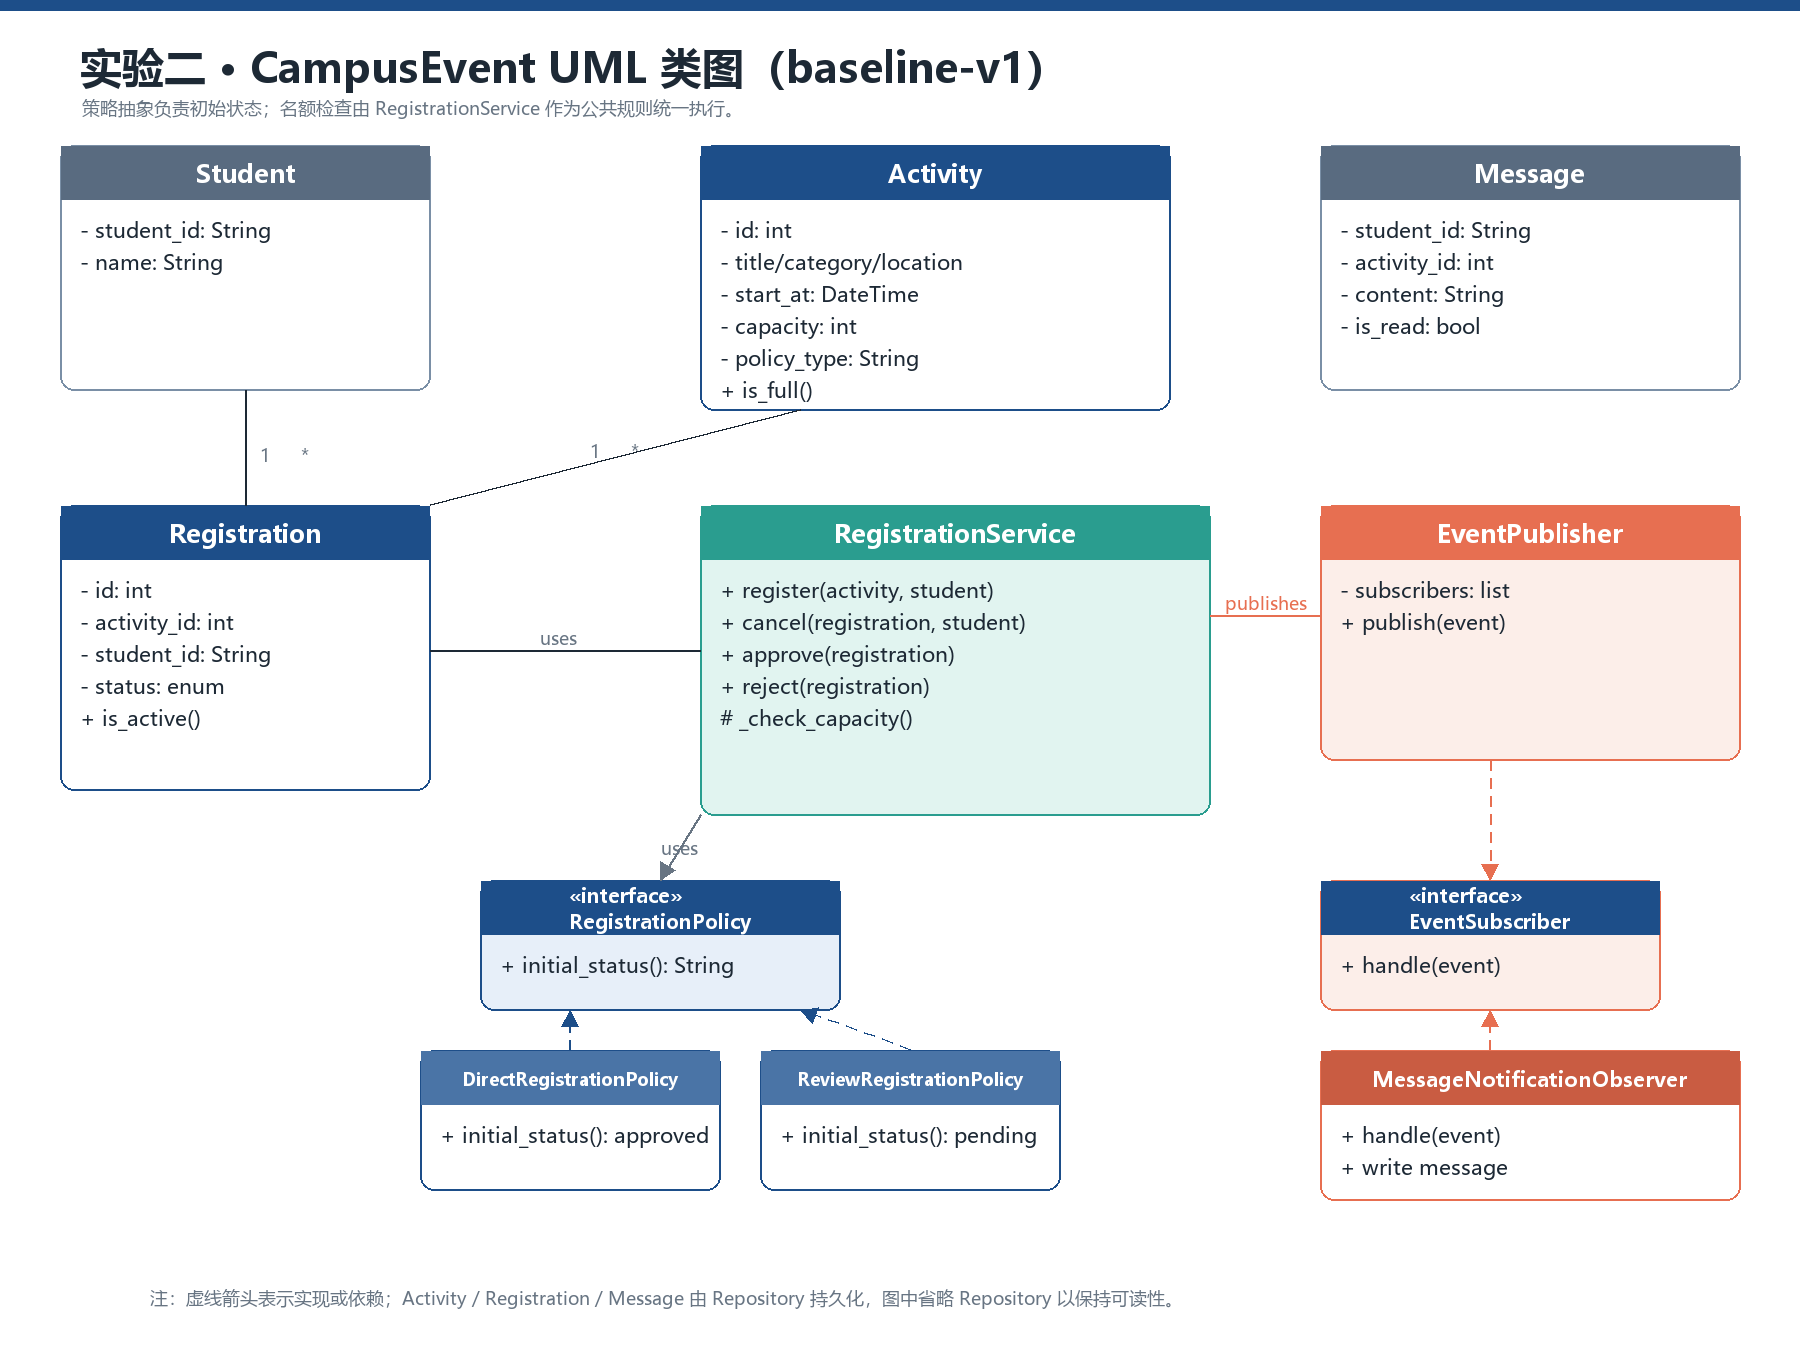 实验二 • CampusEvent UML 类图（baseline-v1）
策略抽象负责初始状态；名额检查由 RegistrationService 作为公共规则统一执行。
Student
- student_id: String
- name: String
Activity
- id: int
- title/category/location
- start_at: DateTime
- capacity: int
- policy_type: String
+ is_full()
Message
- student_id: String
- activity_id: int
- content: String
- is_read: bool
1 *
1 *
Registration
- id: int
- activity_id: int
- student_id: String
- status: enum
+ is_active()
uses
RegistrationService
+ register(activity, student)
+ cancel(registration, student)
+ approve(registration)
+ reject(registration)
# _check_capacity()
publishes
EventPublisher
- subscribers: list
+ publish(event)
uses
«interface»
RegistrationPolicy
+ initial_status(): String
«interface»
EventSubscriber
+ handle(event)
DirectRegistrationPolicy
+ initial_status(): approved
ReviewRegistrationPolicy
+ initial_status(): pending
MessageNotificationObserver
+ handle(event)
+ write message
注：虚线箭头表示实现或依赖；Activity / Registration / Message 由 Repository 持久化，图中省略 Repository 以保持可读性。